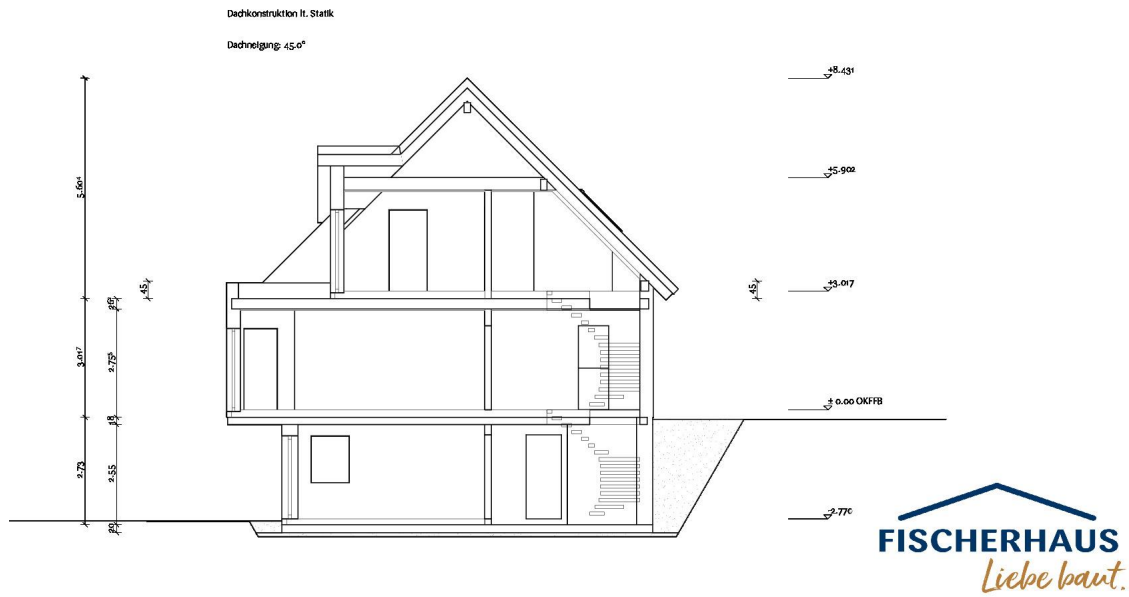 Dachkonstruktion lt. Statik
Dachneigung: 45.0°
+8.431
+5.902
5.60⁴
45
45
+3.017
26²
3.01⁷
2.75⁵
± 0.00 OKFFB
18
2.73
2.55
-2.770
20
FISCHERHAUS
Liebe baut.